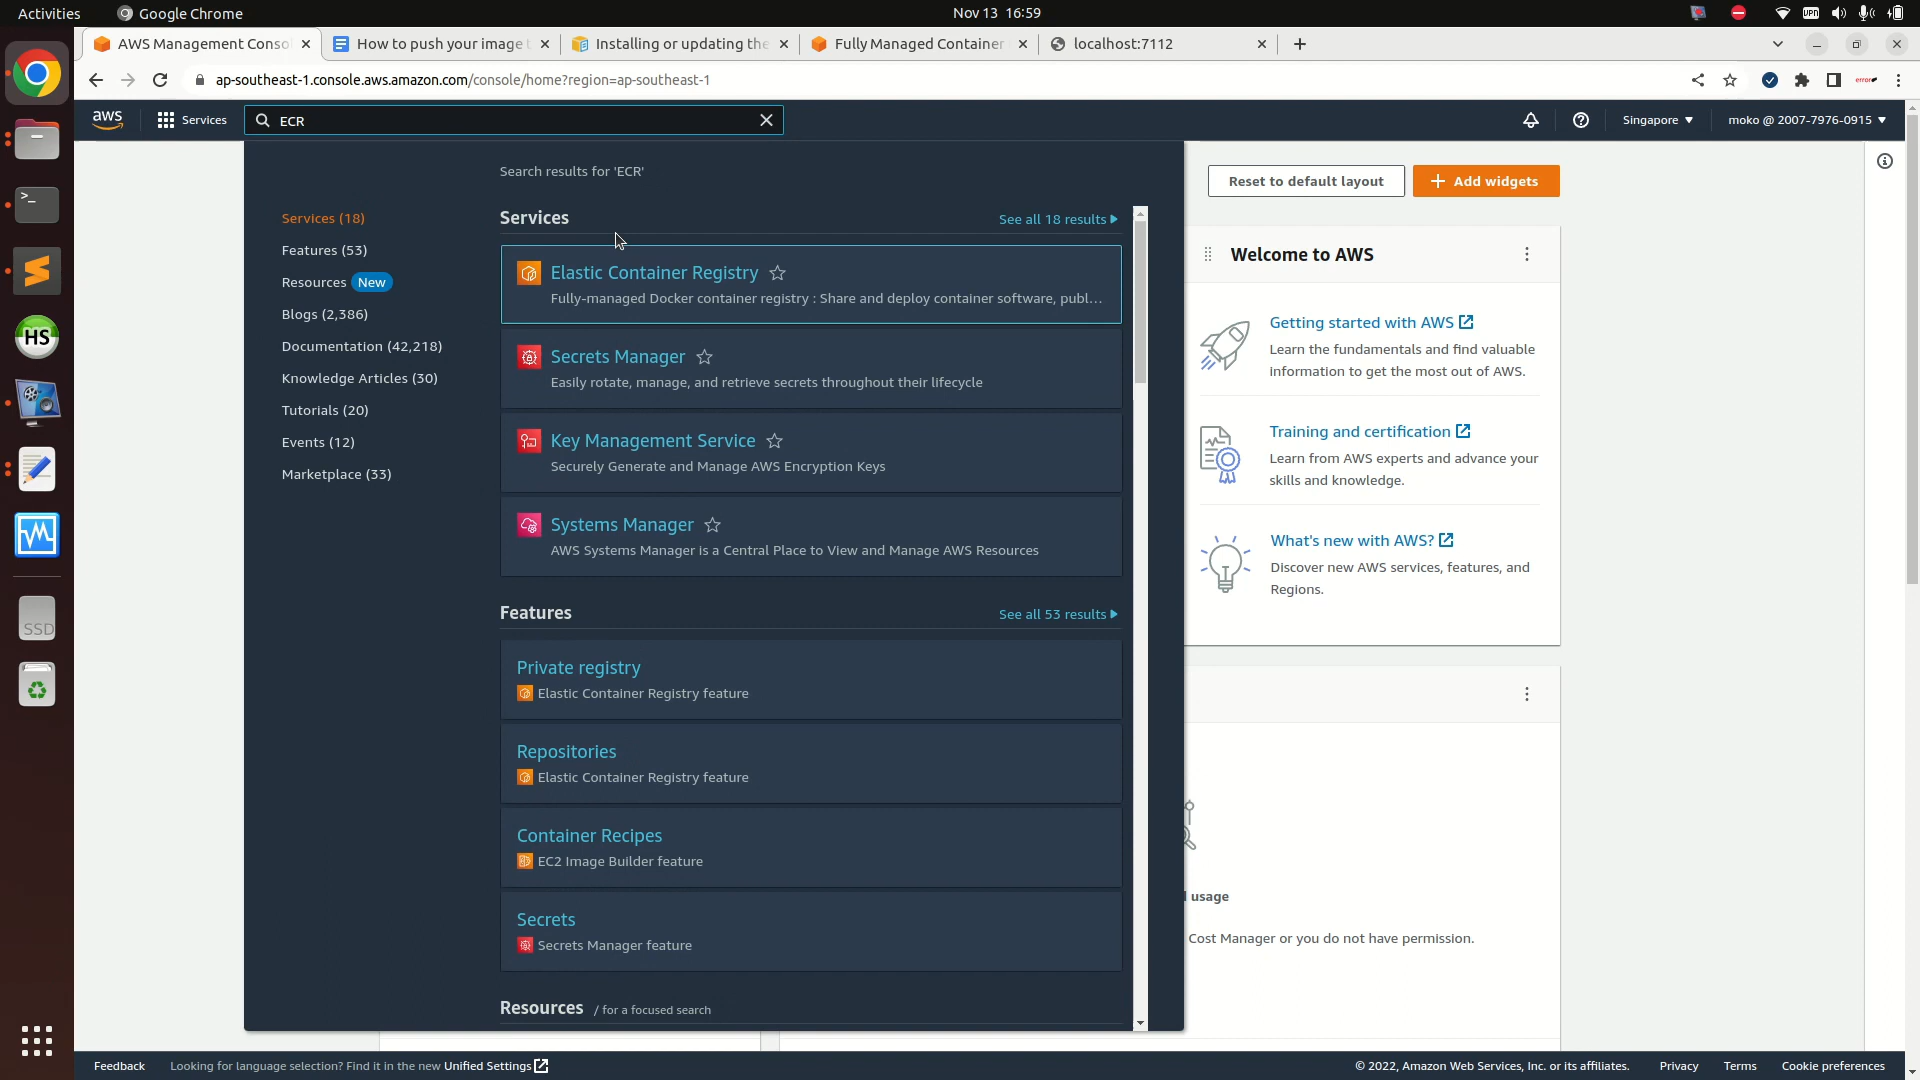 Activities
Google Chrome
Nov 13 16:59
VPN
AWS Management Conso
How to push your image t
Installing or updating the
Fully Managed Container
localhost:7112
ap-southeast-1.console.aws.amazon.com/console/home?region=ap-southeast-1
error
aws
Services
ECR
Singapore
moko @ 2007-7976-0915
Search results for 'ECR'
Reset to default layout
Add widgets
Services (18)
Features (53)
Resources New
Blogs (2,386)
Documentation (42,218)
Knowledge Articles (30)
Tutorials (20)
Events (12)
Marketplace (33)
Services
See all 18 results
Elastic Container Registry
Fully-managed Docker container registry : Share and deploy container software, publ...
Secrets Manager
Easily rotate, manage, and retrieve secrets throughout their lifecycle
Key Management Service
Securely Generate and Manage AWS Encryption Keys
Systems Manager
AWS Systems Manager is a Central Place to View and Manage AWS Resources
Features
See all 53 results
Private registry
Elastic Container Registry feature
Repositories
Elastic Container Registry feature
Container Recipes
EC2 Image Builder feature
Secrets
Secrets Manager feature
Resources / for a focused search
Welcome to AWS
Getting started with AWS
Learn the fundamentals and find valuable
information to get the most out of AWS.
Training and certification
Learn from AWS experts and advance your
skills and knowledge.
What's new with AWS?
Discover new AWS services, features, and
Regions.
usage
Cost Manager or you do not have permission.
HS
SSD
Feedback
Looking for language selection? Find it in the new Unified Settings
© 2022, Amazon Web Services, Inc. or its affiliates.
Privacy
Terms
Cookie preferences